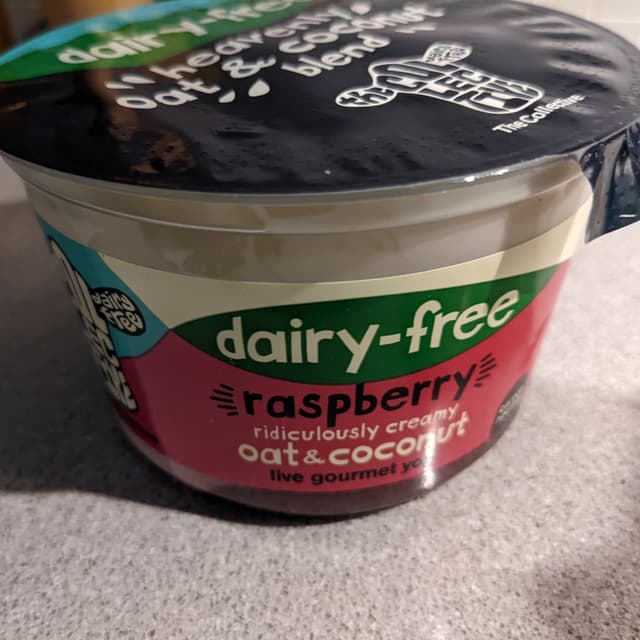 dairy-free
heavenly
oat & coconut
blend
The Collective
dairy-free
raspberry
ridiculously creamy
oat & coconut
live gourmet yo